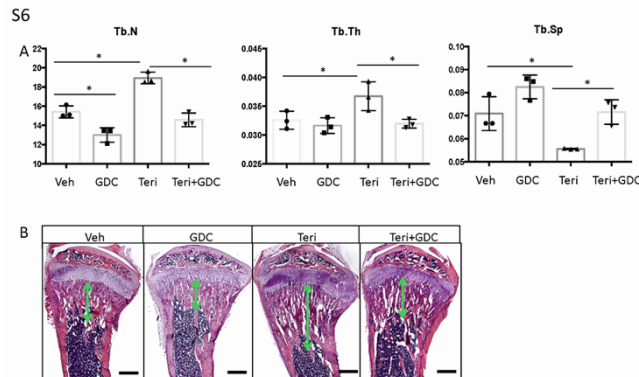 S6
A
Tb.N
22
20
18
16
14
12
10
*
*
*
Veh GDC Teri Teri+GDC
Tb.Th
0.045
0.040
0.035
0.030
0.025
*
*
Veh GDC Teri Teri+GDC
Tb.Sp
0.10
0.09
0.08
0.07
0.06
0.05
*
*
Veh GDC Teri Teri+GDC
B
Veh GDC Teri Teri+GDC